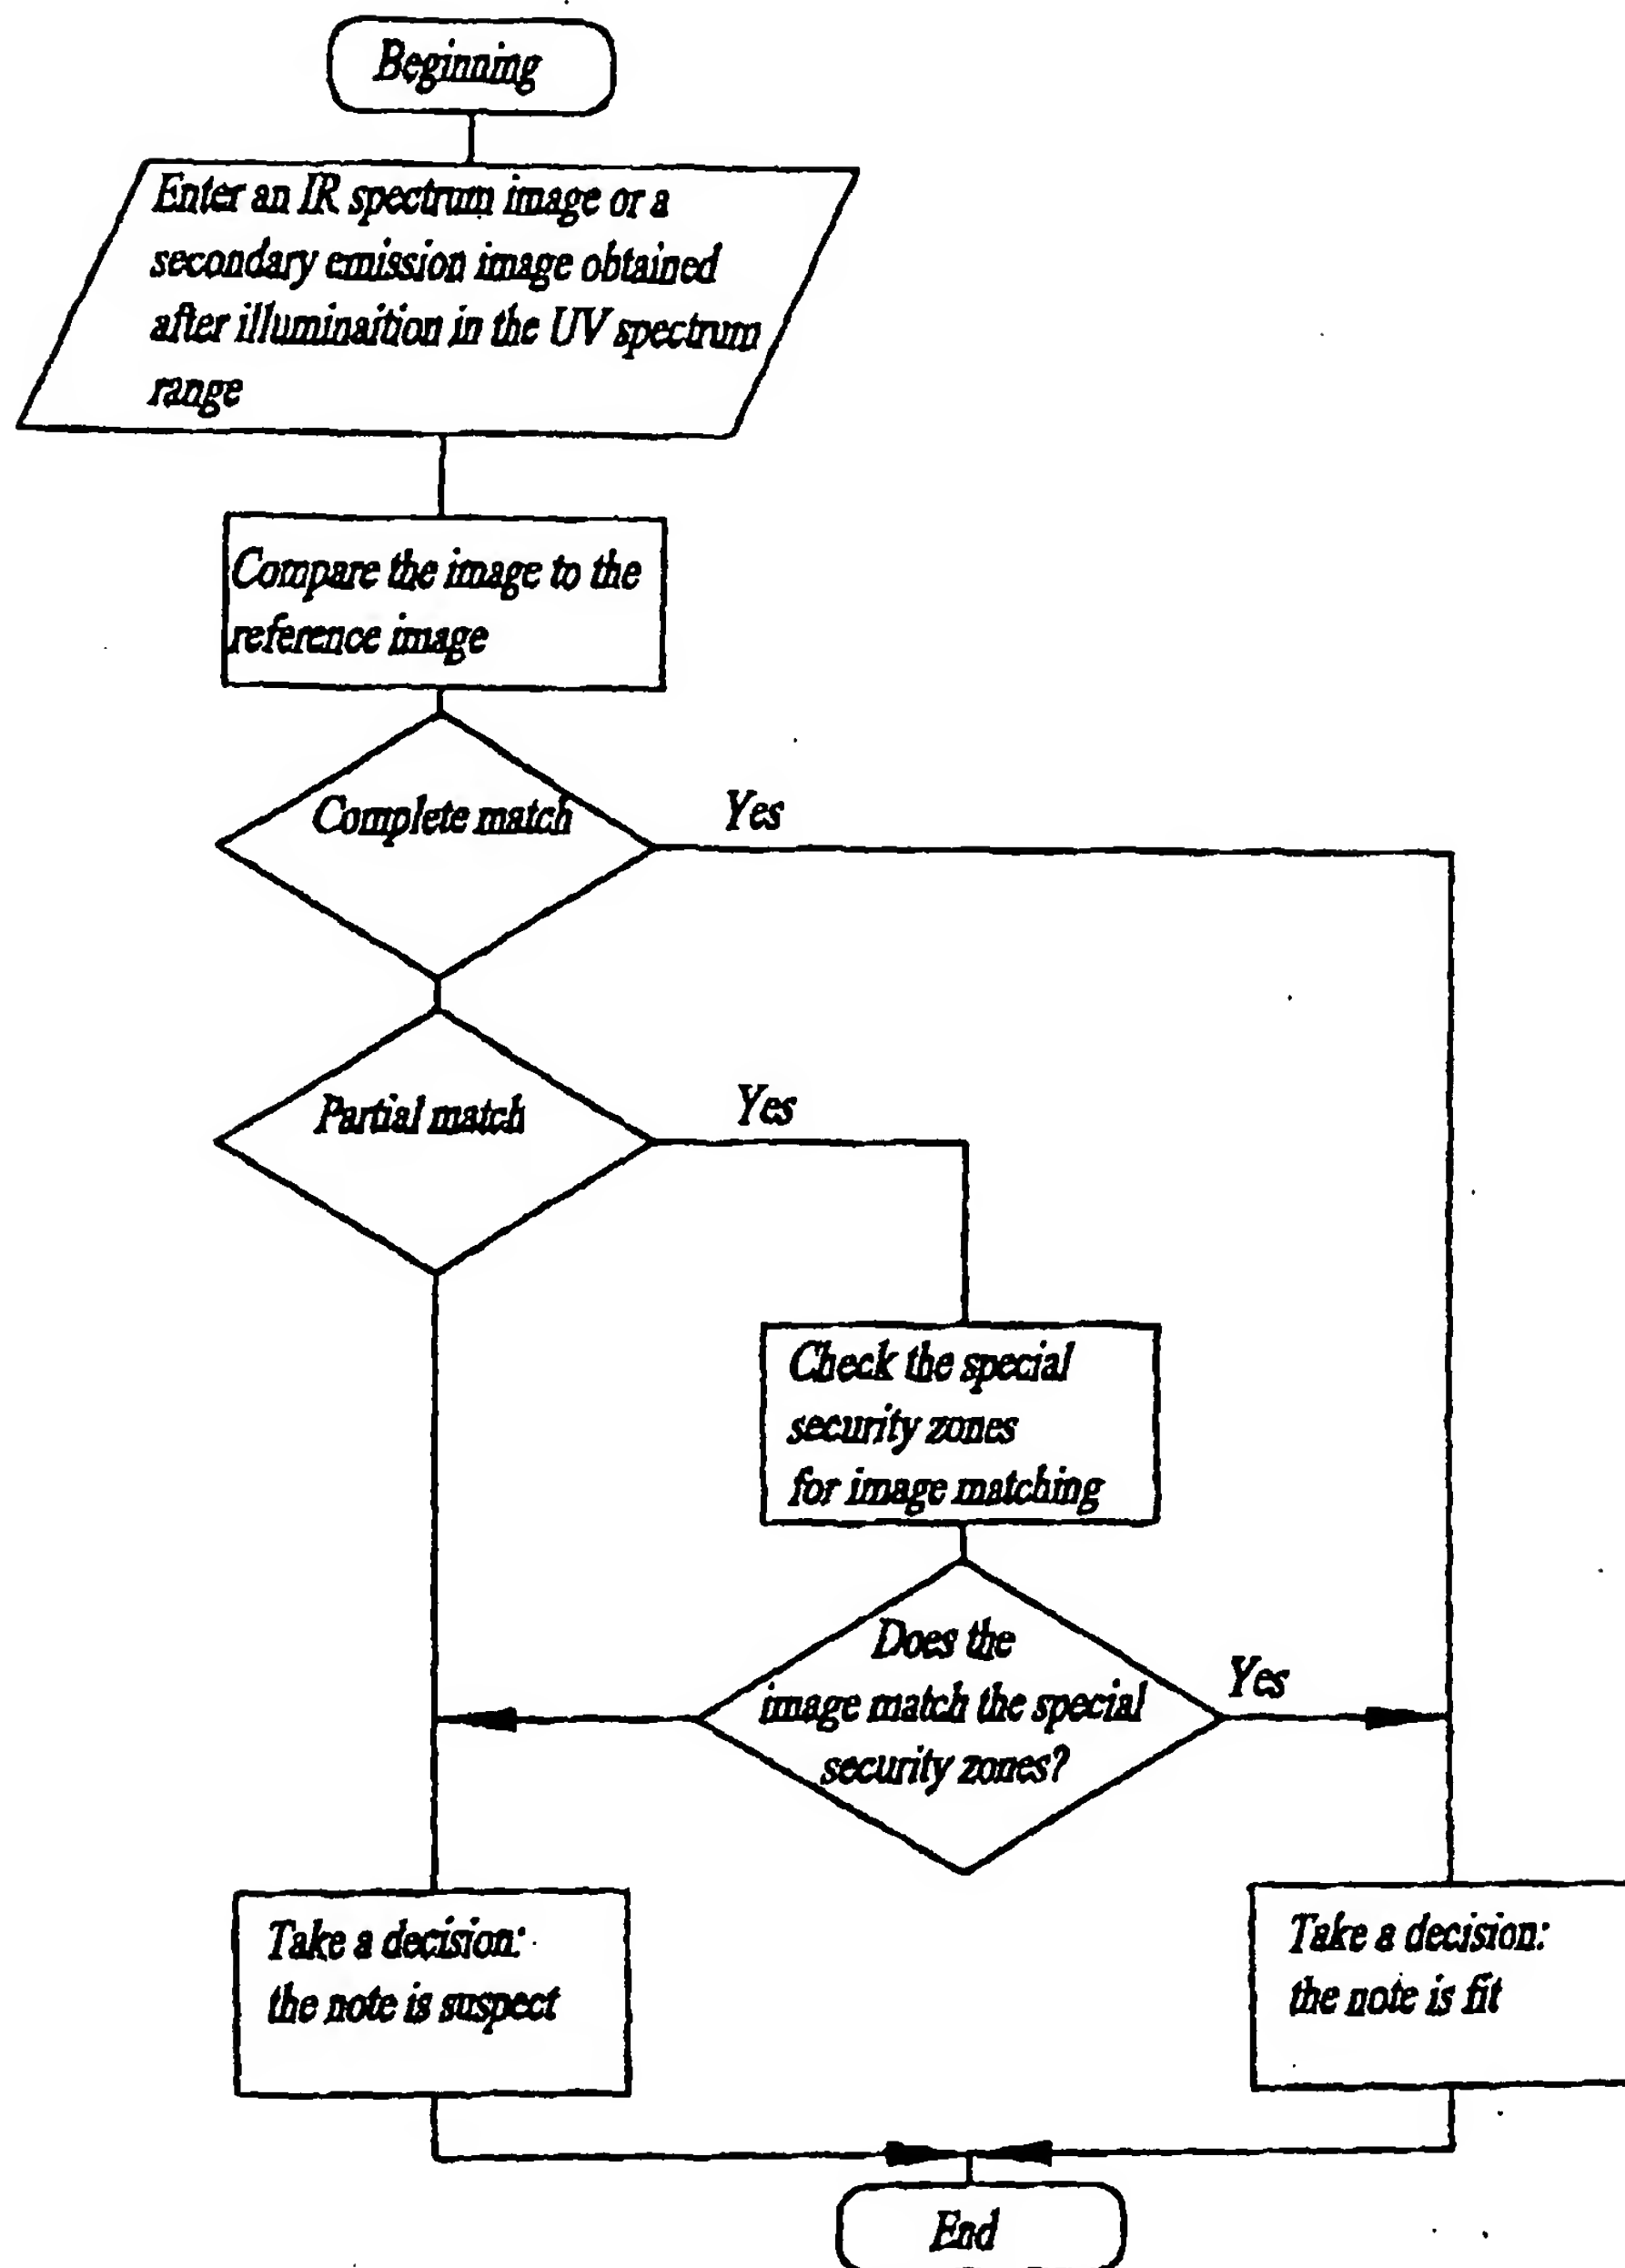 Beginning
Enter an IR spectrum image or a
secondary emission image obtained
after illuminaition in the UV spectrum
range
Compare the image to the
reference image
Complete match
Yes
Partial match
Yes
Check the special
security zones
for image matching
Does the
image match the special
security zones?
Yes
Take a decision:
the note is suspect
Take a decision:
the note is fit
End